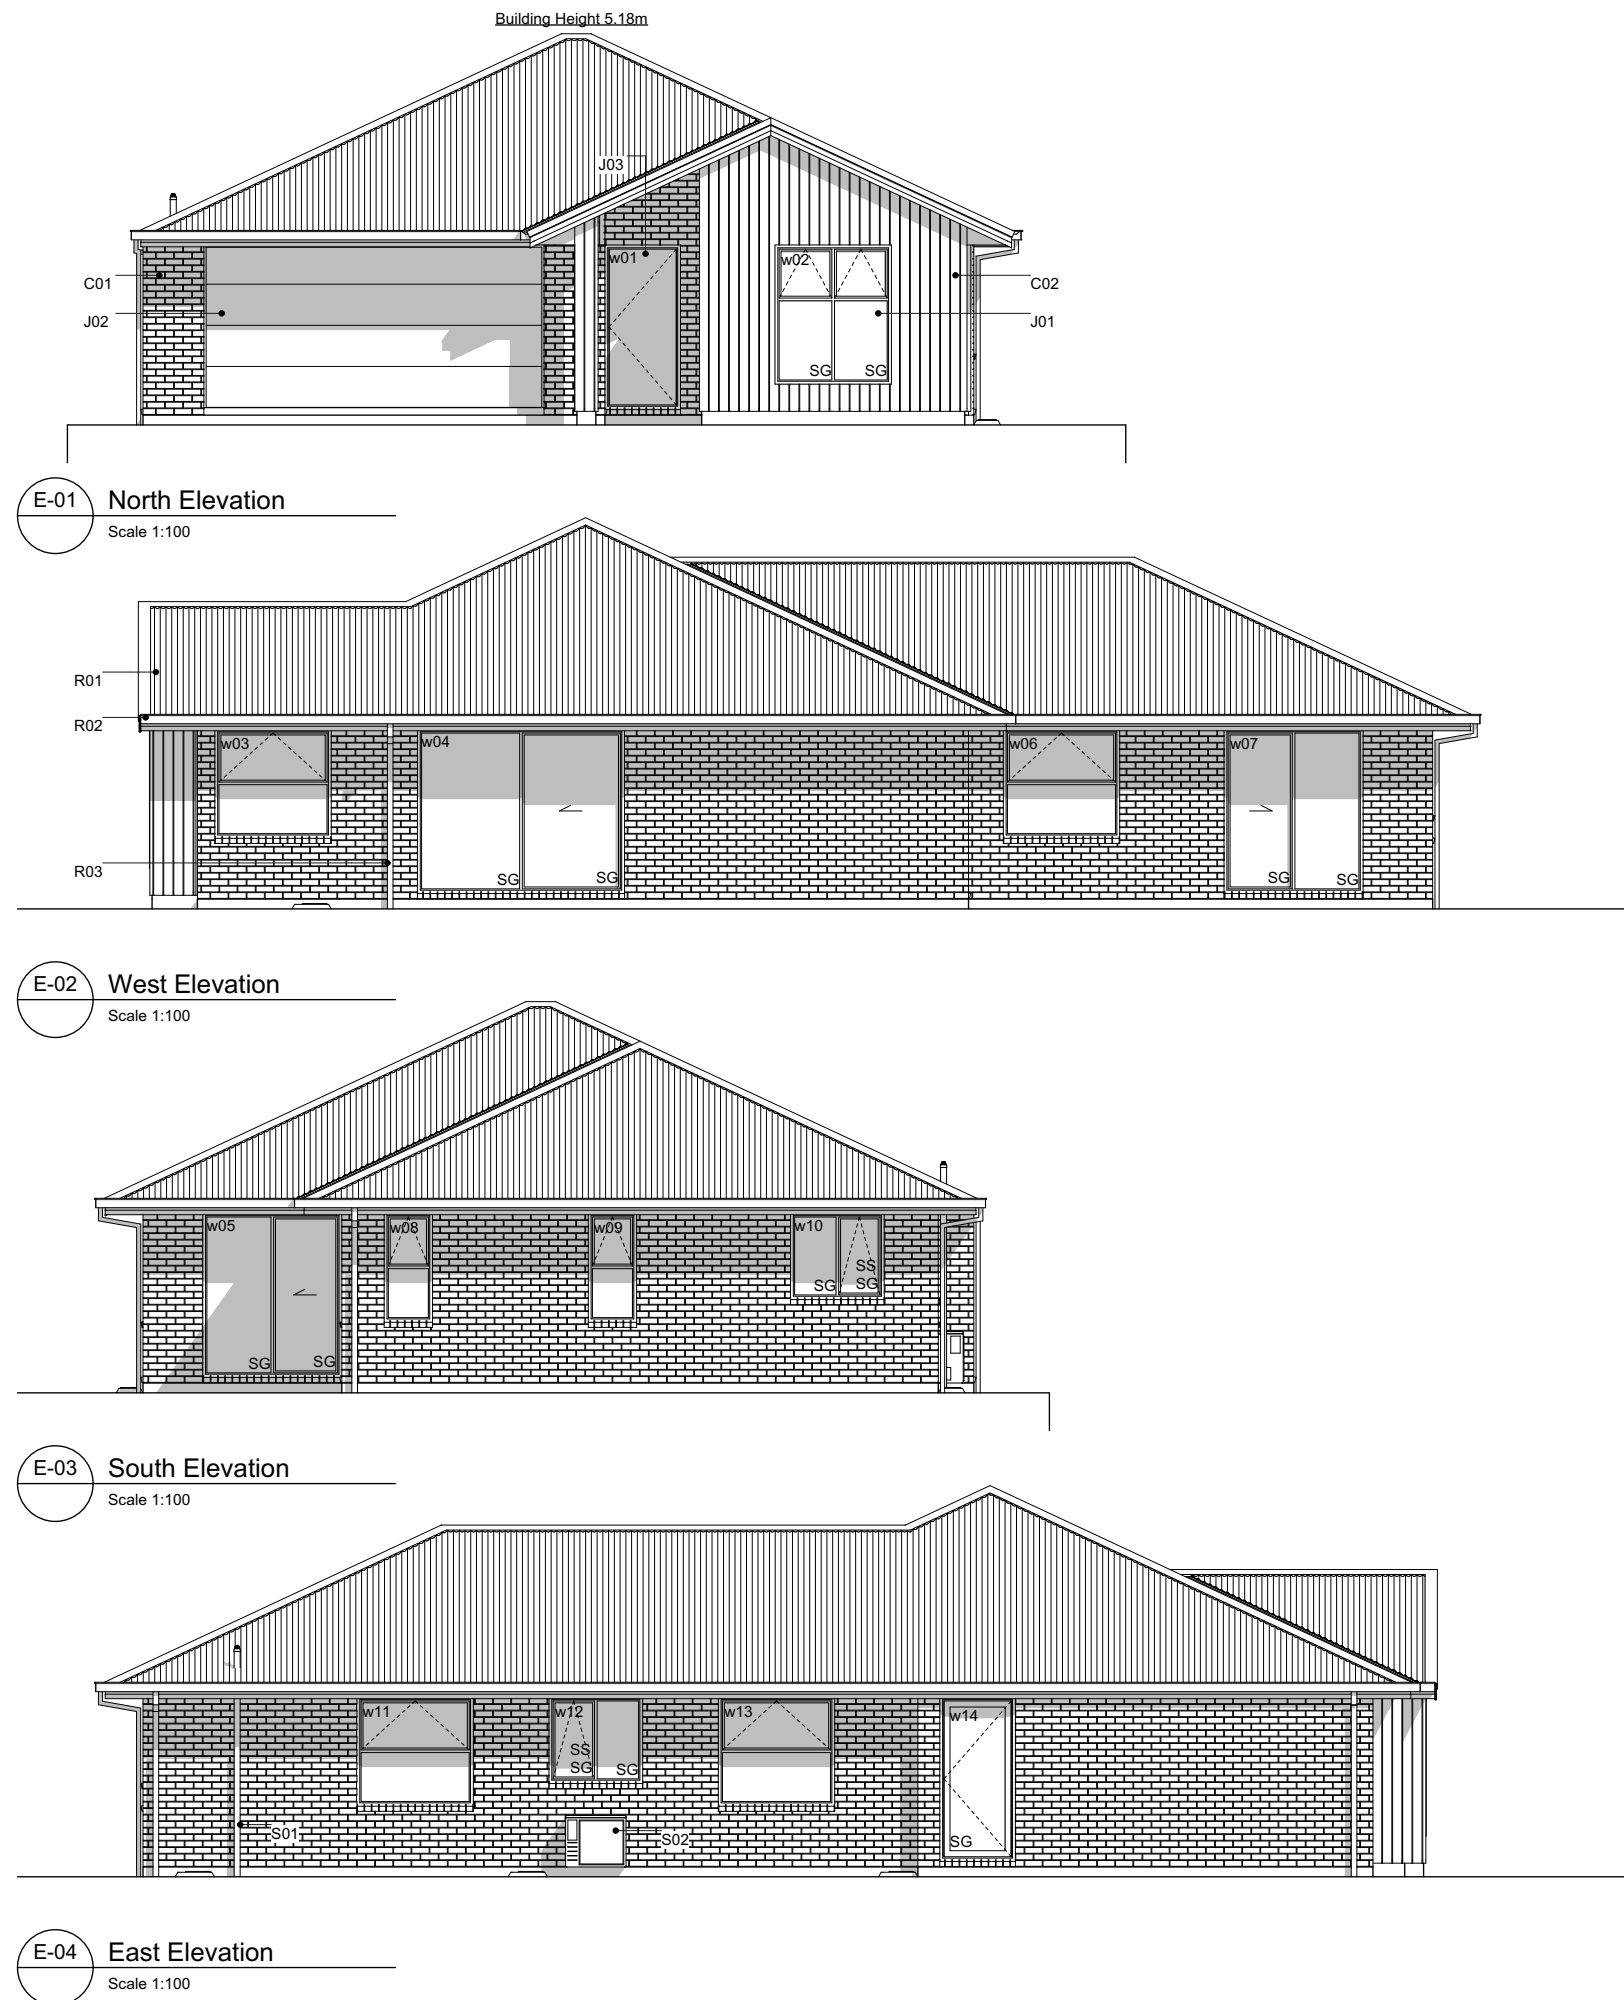 Building Height 5.18m
J03
w01
w02
C01
C02
J02
J01
SG SG
E-01
North Elevation
Scale 1:100
R01
R02
w03
w04
w06
w07
R03
SG SG
SG SG
E-02
West Elevation
Scale 1:100
w05
w08
w09
w10
SS
SG SG
SG SG
E-03
South Elevation
Scale 1:100
w11
w12
w13
w14
SS
SG SG
S01
S02
SG
E-04
East Elevation
Scale 1:100